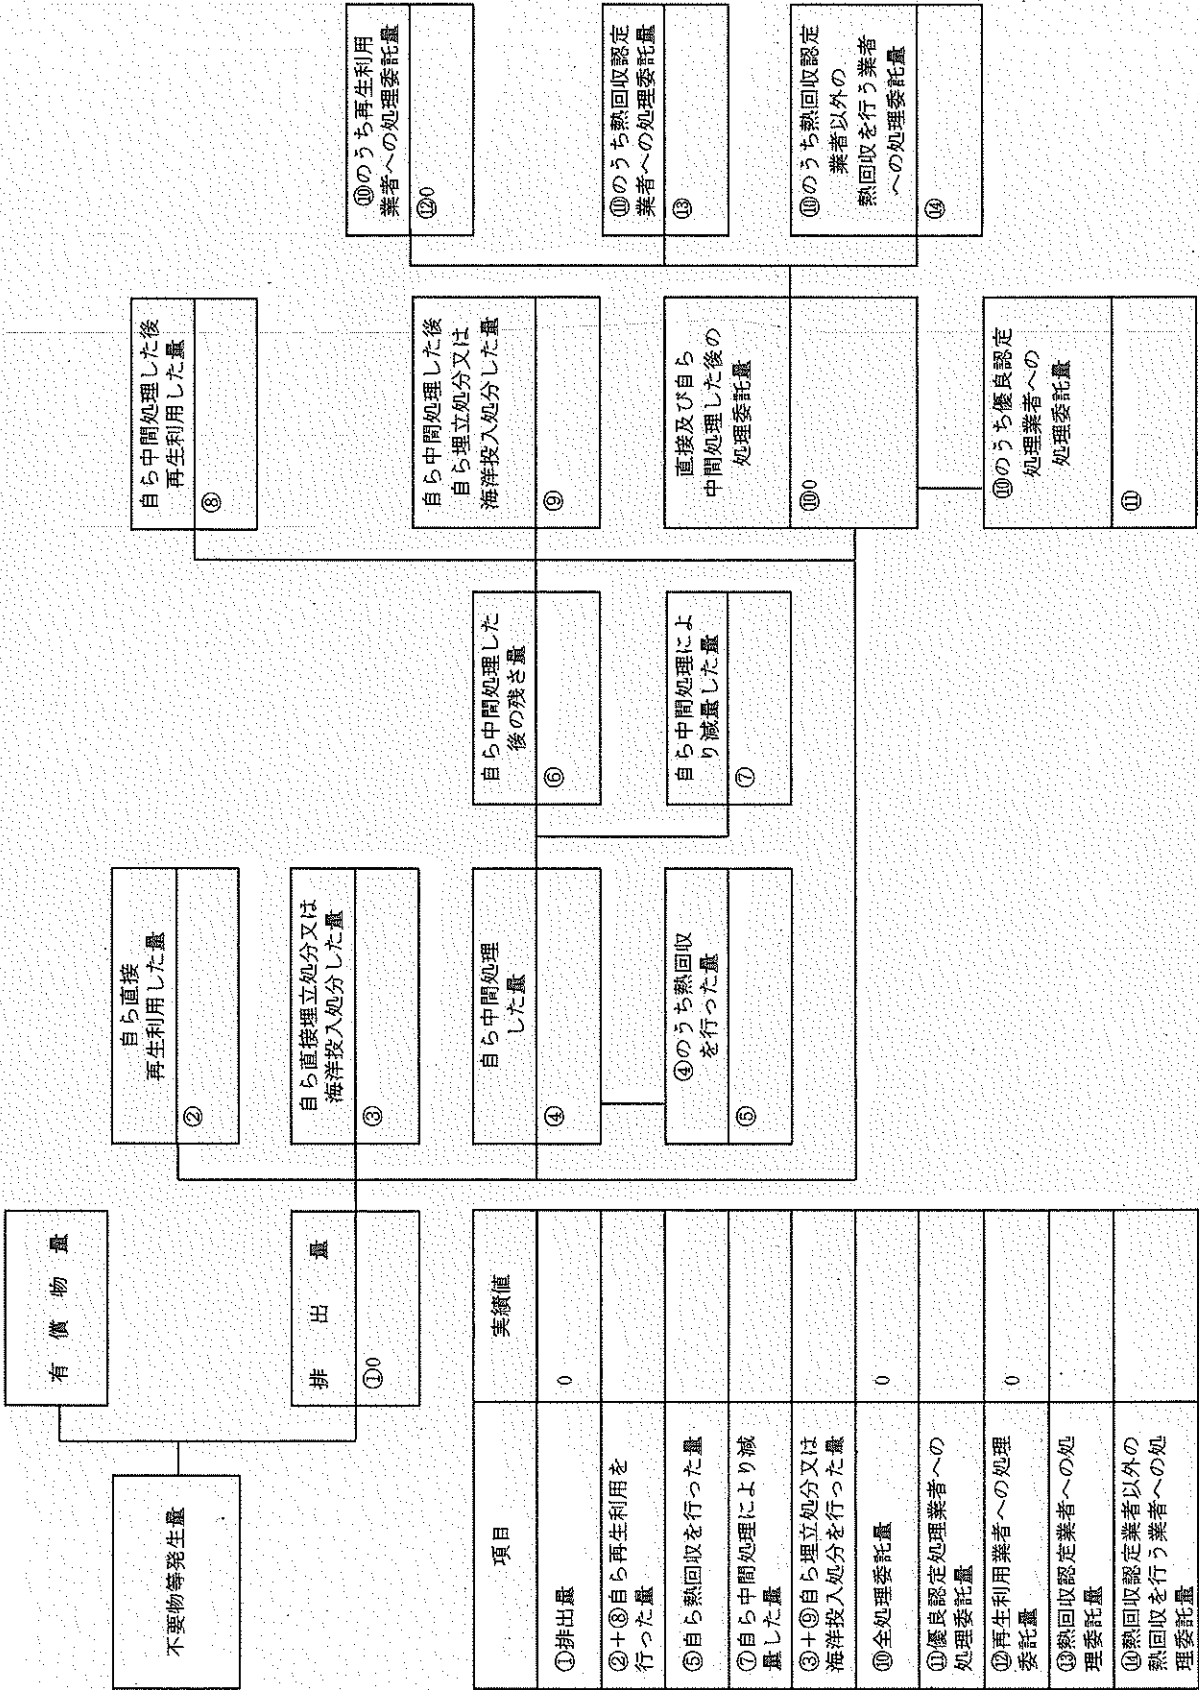 不要物等発生量
有償物量
排出量
①0
自ら直接
再生利用した量
②
自ら直接埋立処分又は
海洋投入処分した量
③
自ら中間処理
した量
④
④のうち熱回収
を行った量
⑤
自ら中間処理した
後の残さ量
⑥
自ら中間処理によ
り減量した量
⑦
自ら中間処理した後
再生利用した量
⑧
自ら中間処理した後
自ら埋立処分又は
海洋投入処分した量
⑨
直接及び自ら
中間処理した後の
処理委託量
⑩0
⑩のうち優良認定
処理業者への
処理委託量
⑪
⑩のうち再生利用
業者への処理委託量
⑫0
⑩のうち熱回収認定
業者への処理委託量
⑬
⑩のうち熱回収認定
業者以外の
熱回収を行う業者
への処理委託量
⑭
項目 実績値
①排出量 0
②+⑧自ら再生利用を
行った量
⑤自ら熱回収を行った量
⑦自ら中間処理により減
量した量
③+⑨自ら埋立処分又は
海洋投入処分を行った量
⑩全処理委託量 0
⑪優良認定処理業者への
処理委託量
⑫再生利用業者への処理
委託量 0
⑬熱回収認定業者への処
理委託量
⑭熱回収認定業者以外の
熱回収を行う業者への処
理委託量